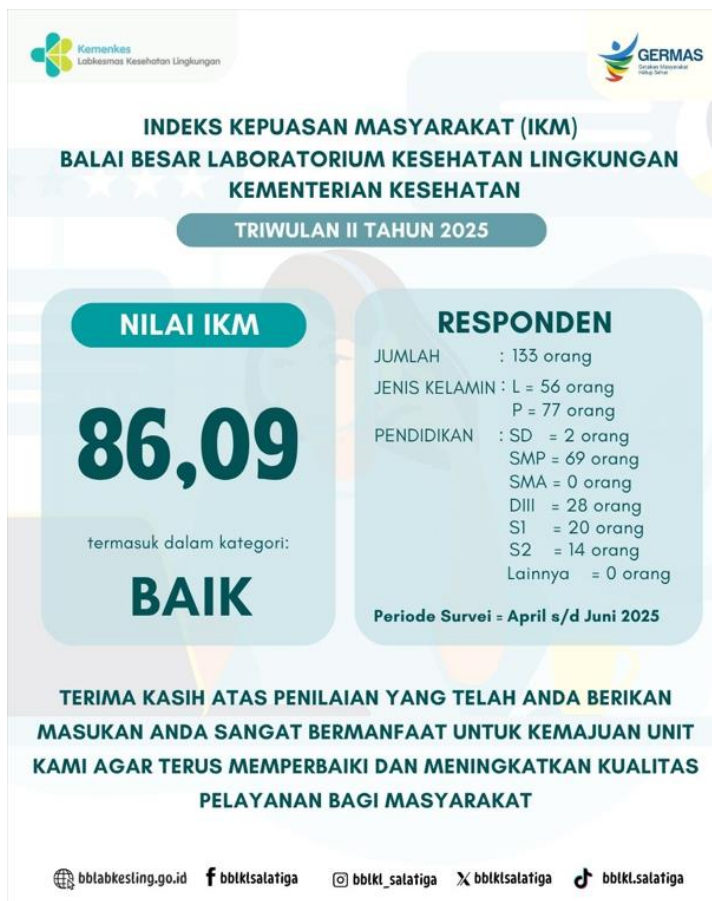 Kemenkes
Labkesmas Kesehatan Lingkungan
GERMAS
Gerakan Masyarakat
Hidup Sehat
INDEKS KEPUASAN MASYARAKAT (IKM)
BALAI BESAR LABORATORIUM KESEHATAN LINGKUNGAN
KEMENTERIAN KESEHATAN
TRIWULAN II TAHUN 2025
NILAI IKM
86,09
termasuk dalam kategori:
BAIK
RESPONDEN
JUMLAH : 133 orang
JENIS KELAMIN : L = 56 orang
P = 77 orang
PENDIDIKAN : SD = 2 orang
SMP = 69 orang
SMA = 0 orang
DIII = 28 orang
S1 = 20 orang
S2 = 14 orang
Lainnya = 0 orang
Periode Survei = April s/d Juni 2025
TERIMA KASIH ATAS PENILAIAN YANG TELAH ANDA BERIKAN
MASUKAN ANDA SANGAT BERMANFAAT UNTUK KEMAJUAN UNIT
KAMI AGAR TERUS MEMPERBAIKI DAN MENINGKATKAN KUALITAS
PELAYANAN BAGI MASYARAKAT
bblabkesling.go.id bblklsalatiga bblkl_salatiga bblklsalatiga bblkl.salatiga